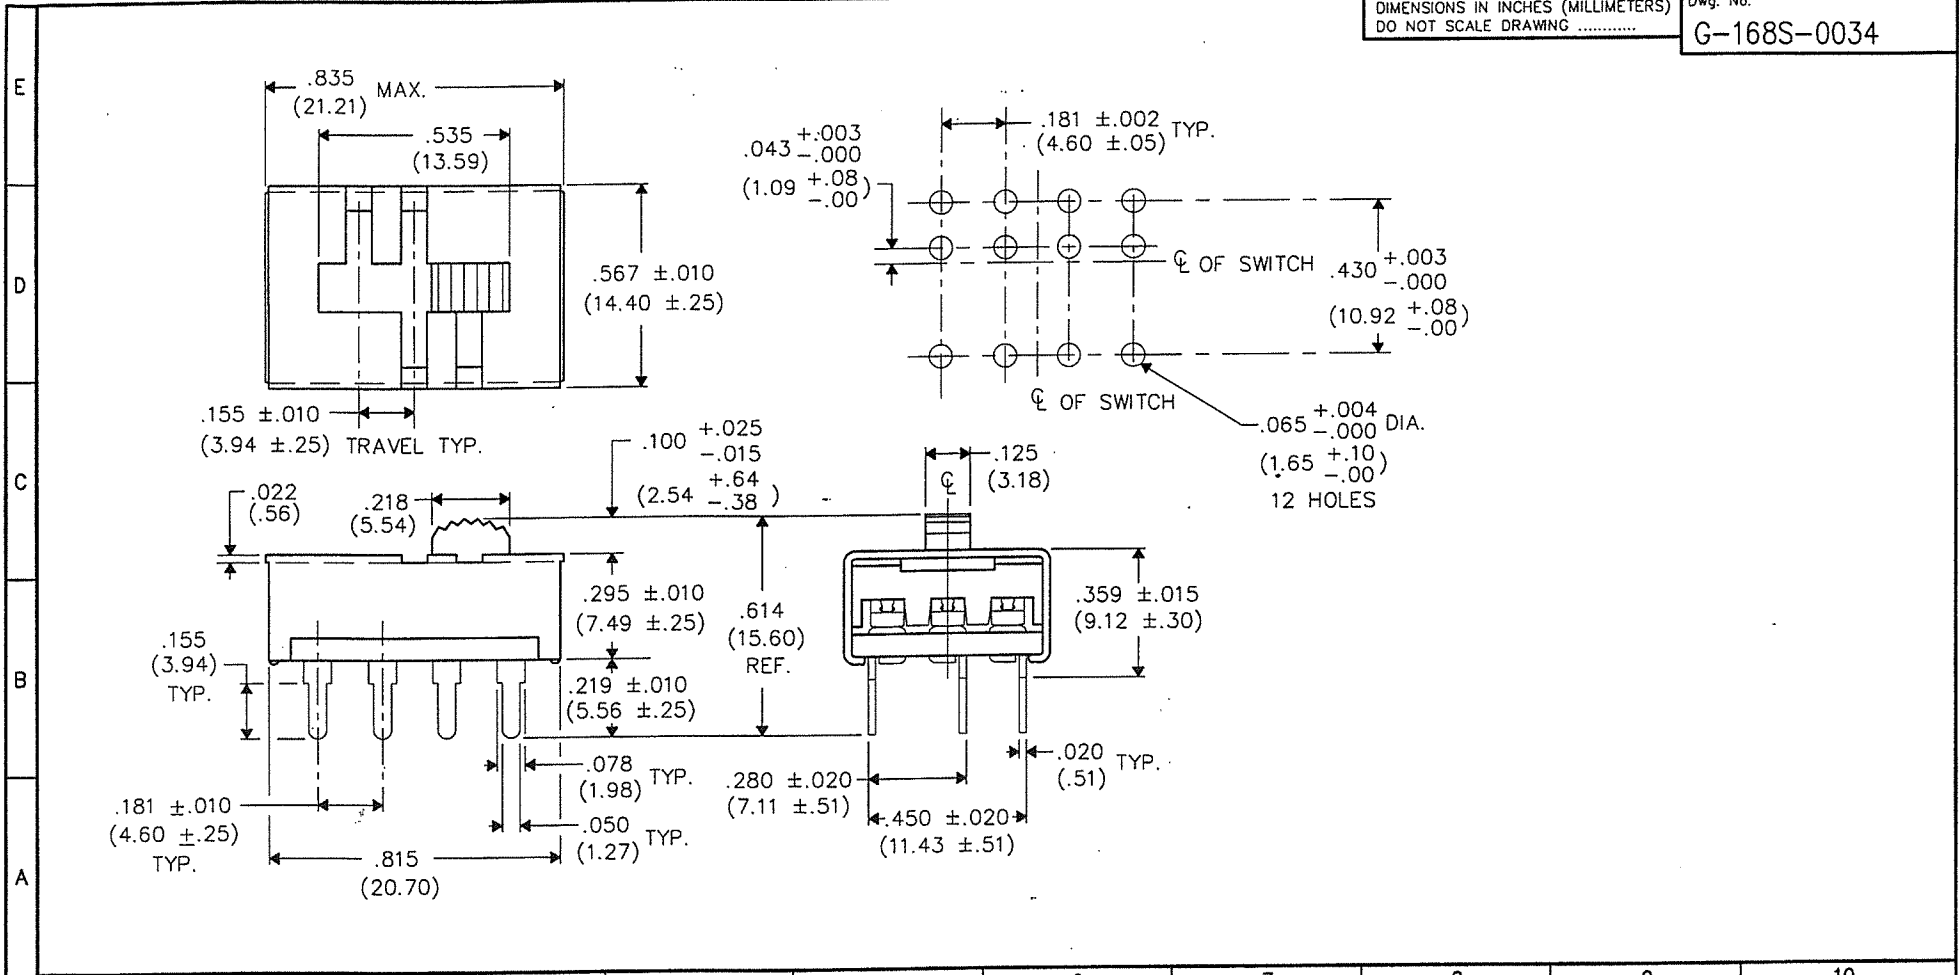 DIMENSIONS IN INCHES (MILLIMETERS)
DO NOT SCALE DRAWING ............
Dwg. No.
G-168S-0034
E
D
C
B
A
.835
(21.21)
MAX.
.535
(13.59)
.567 ±.010
(14.40 ±.25)
.155 ±.010
(3.94 ±.25) TRAVEL TYP.
.181 ±.002
(4.60 ±.05)
TYP.
.043 +.003
-.000
(1.09 +.08
-.00)
℄ OF SWITCH
.430 +.003
-.000
(10.92 +.08
-.00)
℄ OF SWITCH
.065 +.004
-.000 DIA.
(1.65 +.10
-.00)
12 HOLES
.022
(.56)
.218
(5.54)
.100 +.025
-.015
(2.54 +.64
-.38)
.125
(3.18)
℄
.295 ±.010
(7.49 ±.25)
.614
(15.60)
REF.
.359 ±.015
(9.12 ±.30)
.155
(3.94)
TYP.
.219 ±.010
(5.56 ±.25)
.078
(1.98)
TYP.
.280 ±.020
(7.11 ±.51)
.020
(.51)
TYP.
.181 ±.010
(4.60 ±.25)
TYP.
.050
(1.27)
TYP.
.450 ±.020
(11.43 ±.51)
.815
(20.70)